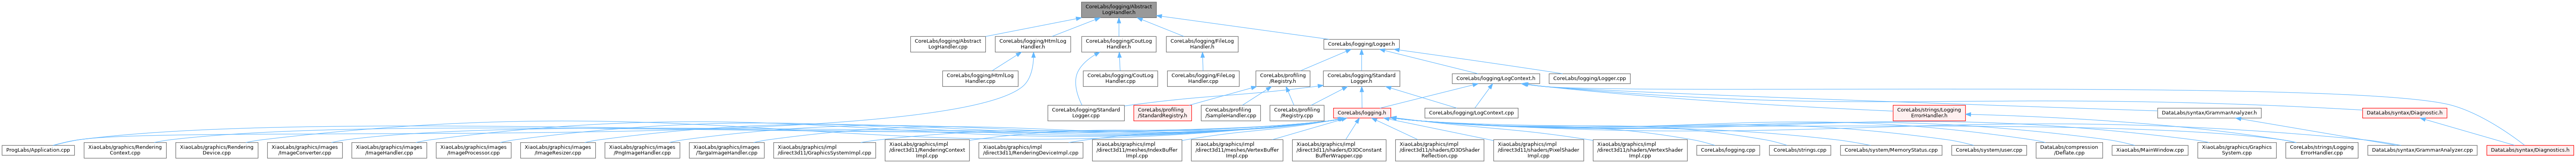 CoreLabs/logging/Abstract
LogHandler.h
CoreLabs/logging/Abstract
LogHandler.cpp
CoreLabs/logging/HtmlLog
Handler.h
CoreLabs/logging/CoutLog
Handler.h
CoreLabs/logging/FileLog
Handler.h
CoreLabs/logging/Logger.h
CoreLabs/logging/HtmlLog
Handler.cpp
CoreLabs/logging/CoutLog
Handler.cpp
CoreLabs/logging/FileLog
Handler.cpp
CoreLabs/profiling
/Registry.h
CoreLabs/logging/Standard
Logger.h
CoreLabs/logging/LogContext.h
CoreLabs/logging/Logger.cpp
CoreLabs/logging/Standard
Logger.cpp
CoreLabs/profiling
/StandardRegistry.h
CoreLabs/profiling
/SampleHandler.cpp
CoreLabs/profiling
/Registry.cpp
CoreLabs/logging.h
CoreLabs/logging/LogContext.cpp
CoreLabs/strings/Logging
ErrorHandler.h
DataLabs/syntax/GrammarAnalyzer.h
DataLabs/syntax/Diagnostic.h
ProgLabs/Application.cpp
XiaoLabs/graphics/Rendering
Context.cpp
XiaoLabs/graphics/Rendering
Device.cpp
XiaoLabs/graphics/images
/ImageConverter.cpp
XiaoLabs/graphics/images
/ImageHandler.cpp
XiaoLabs/graphics/images
/ImageProcessor.cpp
XiaoLabs/graphics/images
/ImageResizer.cpp
XiaoLabs/graphics/images
/PngImageHandler.cpp
XiaoLabs/graphics/images
/TargaImageHandler.cpp
XiaoLabs/graphics/impl
/direct3d11/GraphicsSystemImpl.cpp
XiaoLabs/graphics/impl
/direct3d11/RenderingContext
Impl.cpp
XiaoLabs/graphics/impl
/direct3d11/RenderingDeviceImpl.cpp
XiaoLabs/graphics/impl
/direct3d11/meshes/IndexBuffer
Impl.cpp
XiaoLabs/graphics/impl
/direct3d11/meshes/VertexBuffer
Impl.cpp
XiaoLabs/graphics/impl
/direct3d11/shaders/D3DConstant
BufferWrapper.cpp
XiaoLabs/graphics/impl
/direct3d11/shaders/D3DShader
Reflection.cpp
XiaoLabs/graphics/impl
/direct3d11/shaders/PixelShader
Impl.cpp
XiaoLabs/graphics/impl
/direct3d11/shaders/VertexShader
Impl.cpp
CoreLabs/logging.cpp
CoreLabs/strings.cpp
CoreLabs/system/MemoryStatus.cpp
CoreLabs/system/user.cpp
DataLabs/compression
/Deflate.cpp
XiaoLabs/MainWindow.cpp
XiaoLabs/graphics/Graphics
System.cpp
CoreLabs/strings/Logging
ErrorHandler.cpp
DataLabs/syntax/GrammarAnalyzer.cpp
DataLabs/syntax/Diagnostics.h